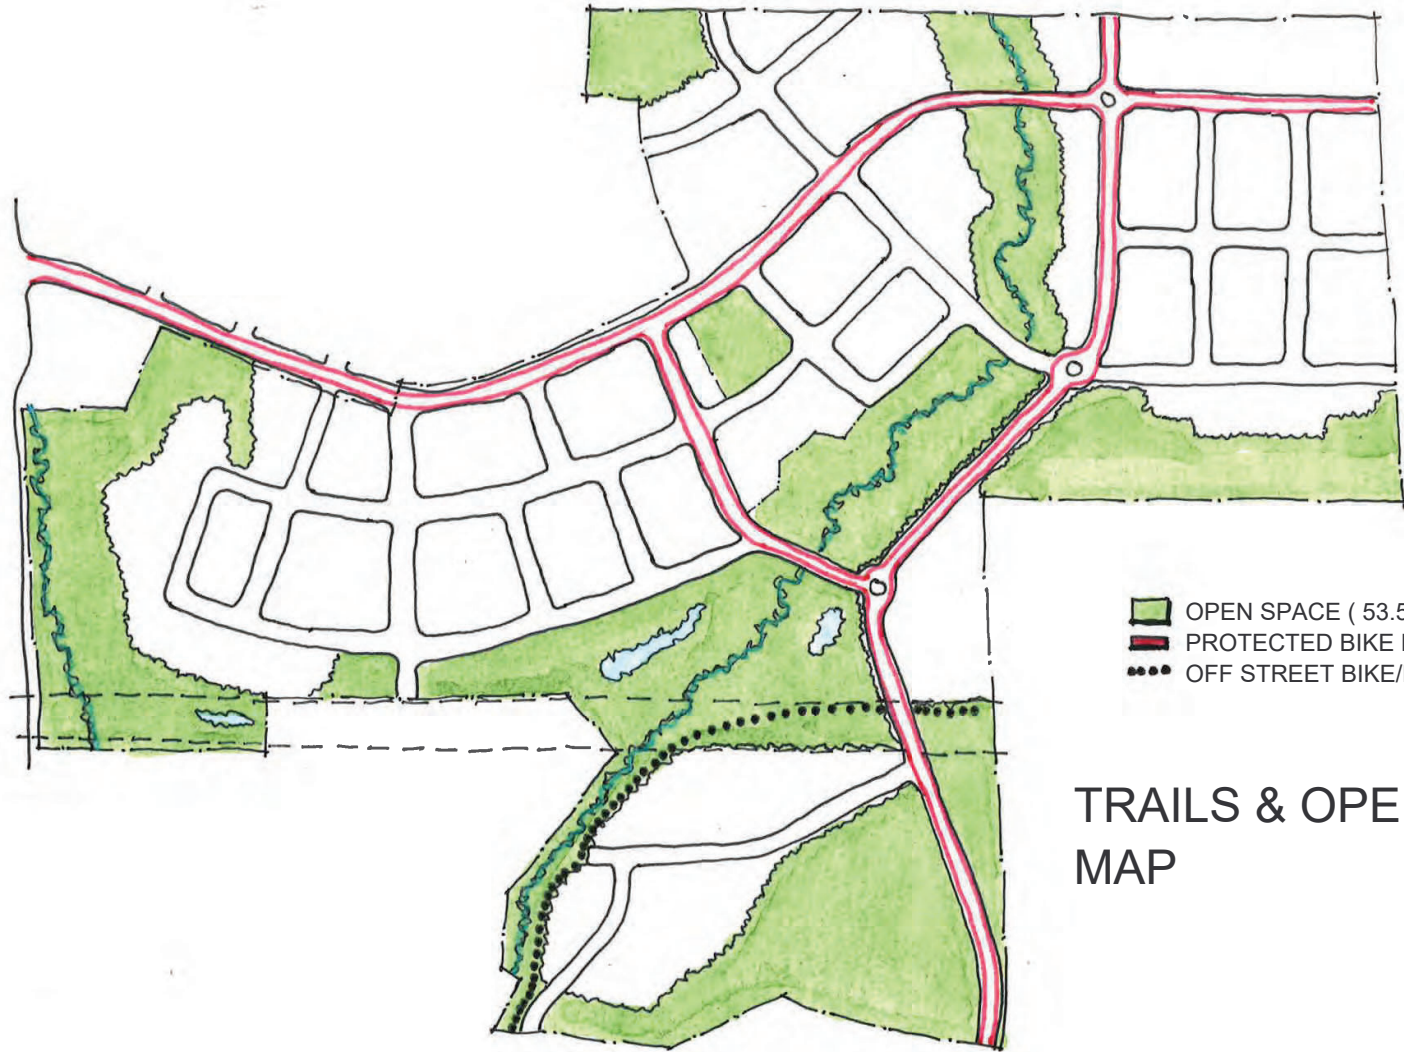 OPEN SPACE ( 53.5
PROTECTED BIKE
OFF STREET BIKE/
TRAILS & OPE
MAP